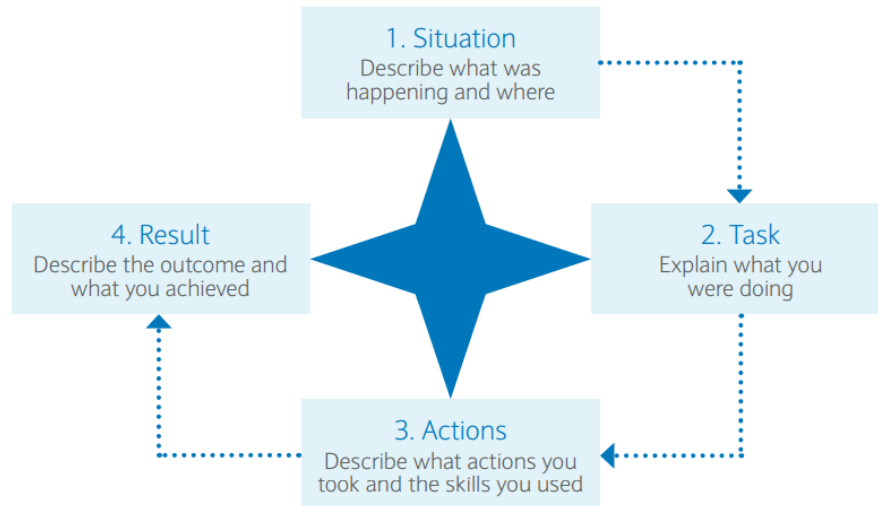 1. Situation
Describe what was
happening and where
2. Task
Explain what you
were doing
3. Actions
Describe what actions you
took and the skills you used
4. Result
Describe the outcome and
what you achieved